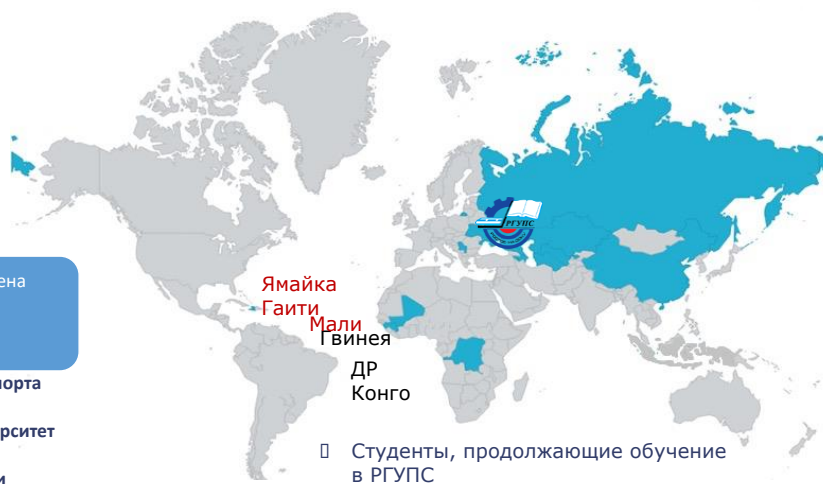 РГУПС
ена
Ямайка
Гаити
Мали
Гвинея
ДР
Конго
порта
рситет
и
Студенты, продолжающие обучение
в РГУПС